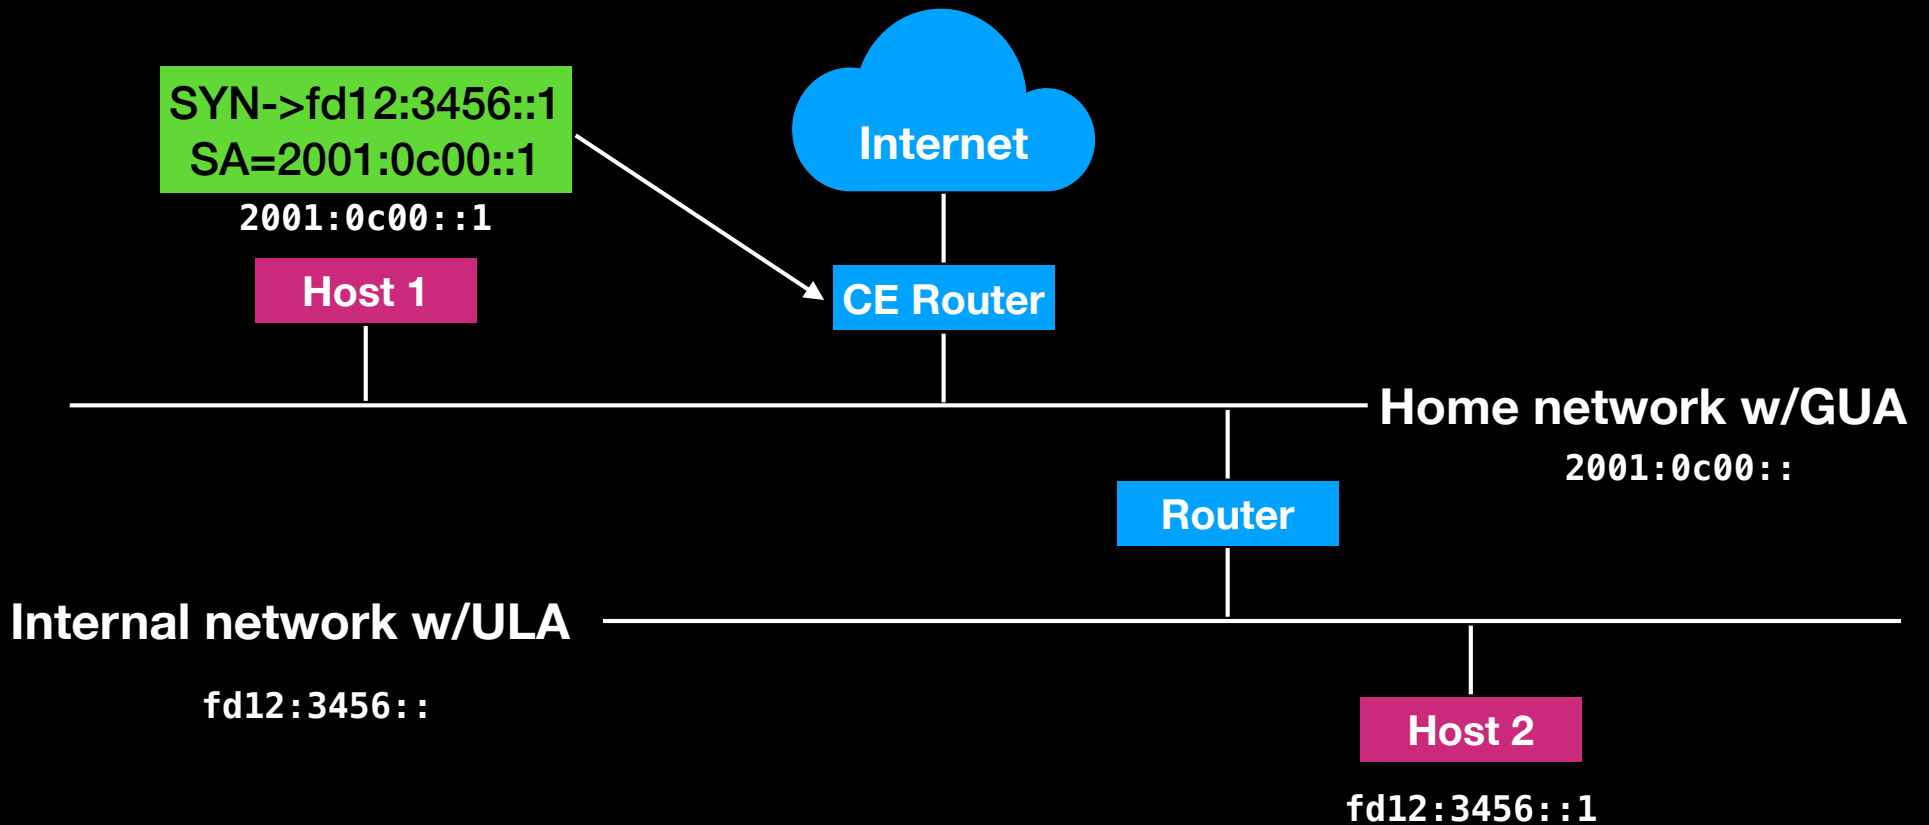 SYN->fd12:3456::1
SA=2001:0c00::1
2001:0c00::1
Host 1
Internet
CE Router
Home network w/GUA
2001:0c00::
Router
Internal network w/ULA
fd12:3456::
Host 2
fd12:3456::1